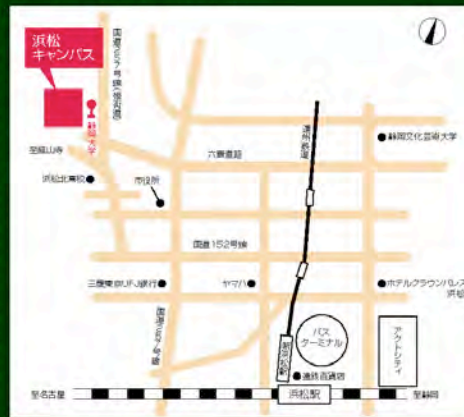 浜松
キャンパス
国道257号線(姫街道)
静岡大学
遠州鉄道
静岡文化芸術大学
至舘山寺
六間道路
浜松北高校
市役所
国道152号線
三菱東京UFJ銀行
ヤマハ
ホテルクラウンパレス
浜松
国道257号線
バス
ターミナル
アクトシティ
新浜松駅
遠鉄百貨店
至名古屋
浜松駅
至静岡